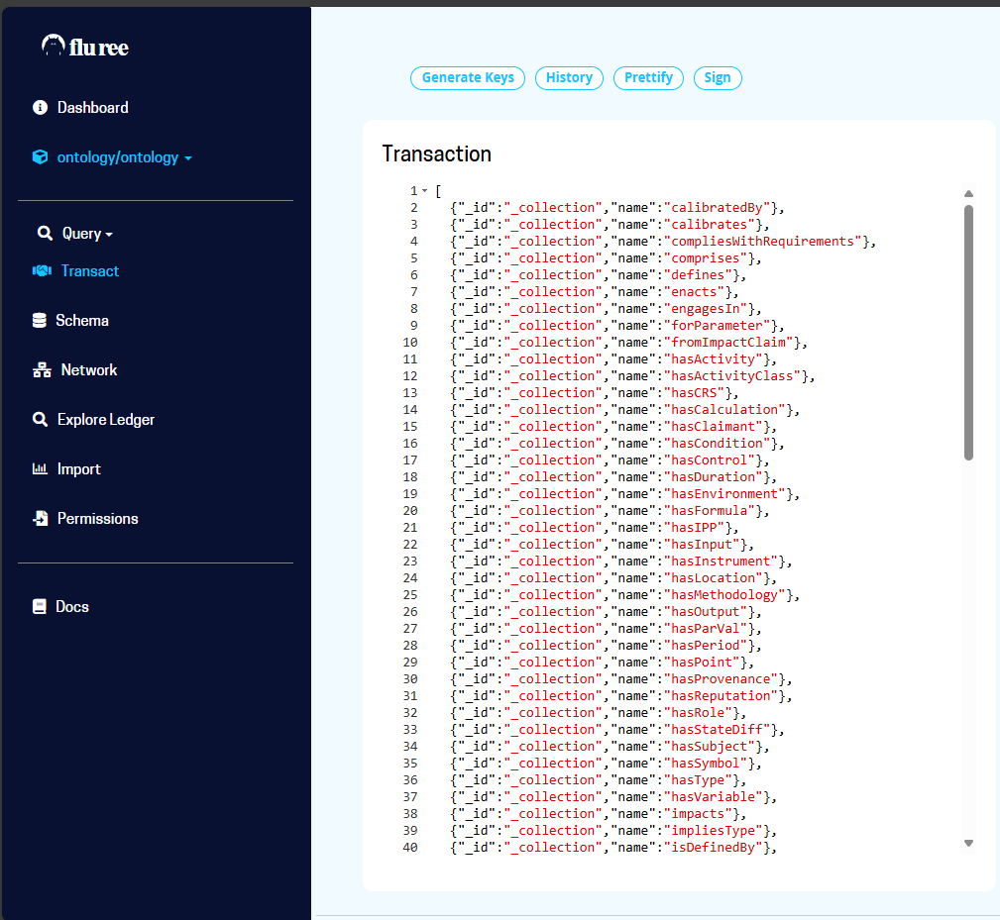 fluree
Dashboard
ontology/ontology
Query
Transact
Schema
Network
Explore Ledger
Import
Permissions
Docs
Generate Keys History Prettify Sign
Transaction
1 [
2 {"_id":"_collection","name":"calibratedBy"},
3 {"_id":"_collection","name":"calibrates"},
4 {"_id":"_collection","name":"compliesWithRequirements"},
5 {"_id":"_collection","name":"comprises"},
6 {"_id":"_collection","name":"defines"},
7 {"_id":"_collection","name":"enacts"},
8 {"_id":"_collection","name":"engagesIn"},
9 {"_id":"_collection","name":"forParameter"},
10 {"_id":"_collection","name":"fromImpactClaim"},
11 {"_id":"_collection","name":"hasActivity"},
12 {"_id":"_collection","name":"hasActivityClass"},
13 {"_id":"_collection","name":"hasCRS"},
14 {"_id":"_collection","name":"hasCalculation"},
15 {"_id":"_collection","name":"hasClaimant"},
16 {"_id":"_collection","name":"hasCondition"},
17 {"_id":"_collection","name":"hasControl"},
18 {"_id":"_collection","name":"hasDuration"},
19 {"_id":"_collection","name":"hasEnvironment"},
20 {"_id":"_collection","name":"hasFormula"},
21 {"_id":"_collection","name":"hasIPP"},
22 {"_id":"_collection","name":"hasInput"},
23 {"_id":"_collection","name":"hasInstrument"},
24 {"_id":"_collection","name":"hasLocation"},
25 {"_id":"_collection","name":"hasMethodology"},
26 {"_id":"_collection","name":"hasOutput"},
27 {"_id":"_collection","name":"hasParVal"},
28 {"_id":"_collection","name":"hasPeriod"},
29 {"_id":"_collection","name":"hasPoint"},
30 {"_id":"_collection","name":"hasProvenance"},
31 {"_id":"_collection","name":"hasReputation"},
32 {"_id":"_collection","name":"hasRole"},
33 {"_id":"_collection","name":"hasStateDiff"},
34 {"_id":"_collection","name":"hasSubject"},
35 {"_id":"_collection","name":"hasSymbol"},
36 {"_id":"_collection","name":"hasType"},
37 {"_id":"_collection","name":"hasVariable"},
38 {"_id":"_collection","name":"impacts"},
39 {"_id":"_collection","name":"impliesType"},
40 {"_id":"_collection","name":"isDefinedBy"},